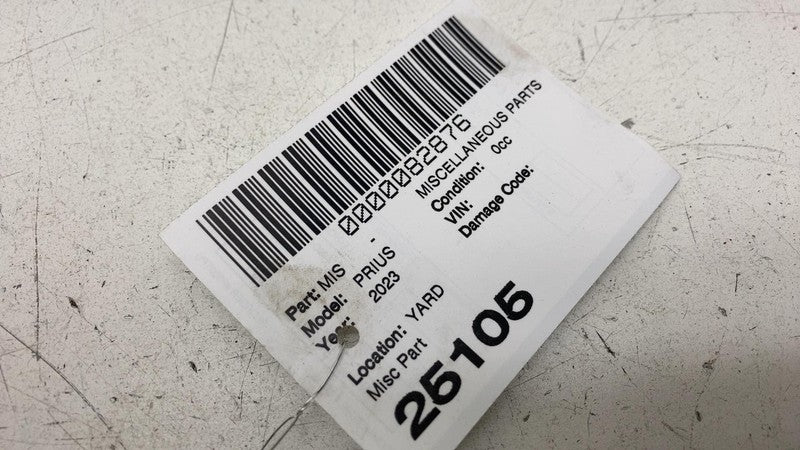 0000082876
Part: MIS - MISCELLANEOUS PARTS
Model: PRIUS Condition: 0cc
Year: 2023 VIN:
Damage Code:
Location: YARD
Misc Part
25105